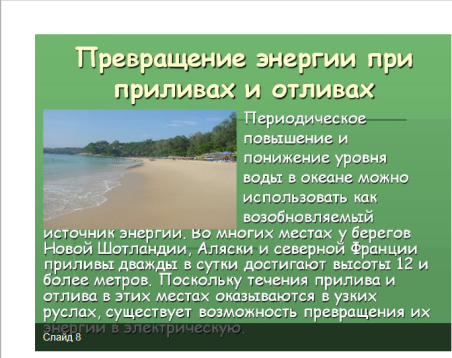 Превращение энергии при
приливах и отливах
Периодическое
повышение и
понижение уровня
воды в океане можно
использовать как
возобновляемый
источник энергии. Во многих местах у берегов
Новой Шотландии, Аляски и северной Франции
приливы дважды в сутки достигают высоты 12 и
более метров. Поскольку течения прилива и
отлива в этих местах оказываются в узких
руслах, существует возможность превращения их
энергии в электрическую.
Слайд 8